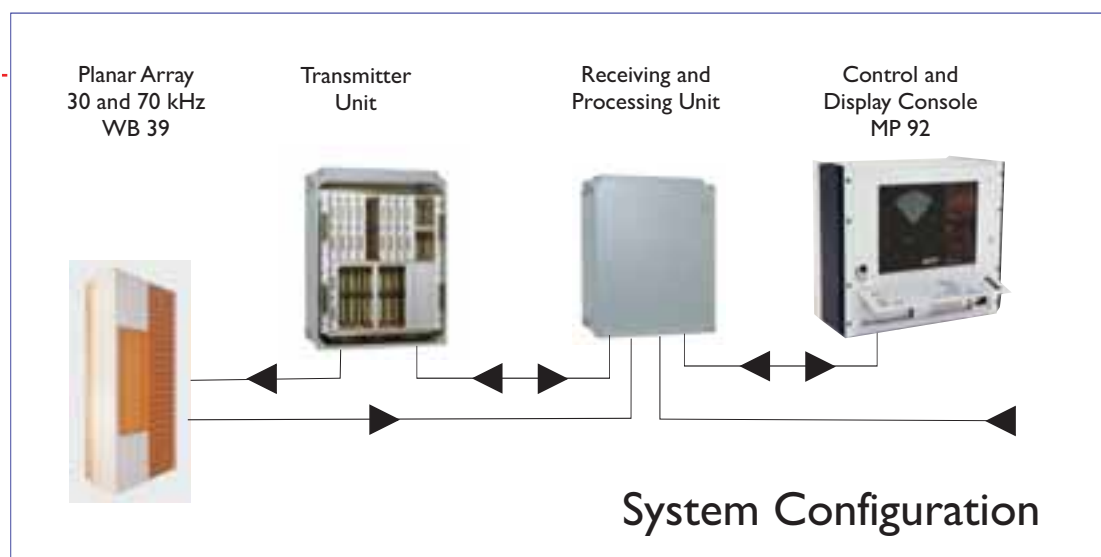 Planar Array
30 and 70 kHz
WB 39
Transmitter
Unit
Receiving and
Processing Unit
Control and
Display Console
MP 92
System Configuration